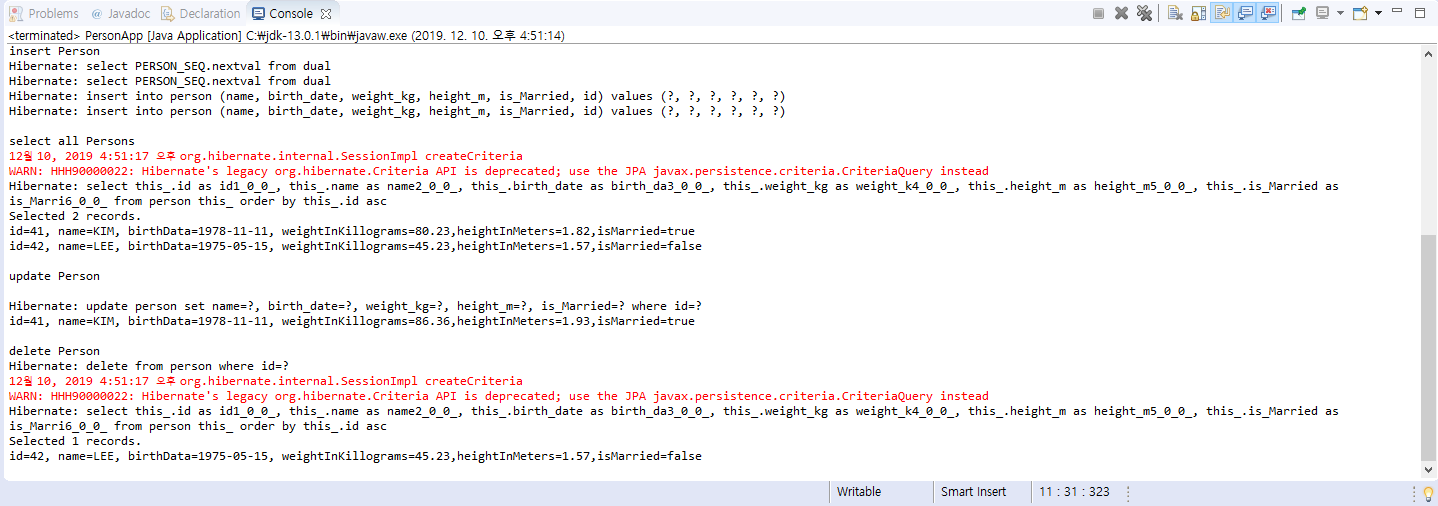 Problems @ Javadoc Declaration Console
<terminated> PersonApp [Java Application] C:₩jdk-13.0.1₩bin₩javaw.exe (2019. 12. 10. 오후 4:51:14)
insert Person
Hibernate: select PERSON_SEQ.nextval from dual
Hibernate: select PERSON_SEQ.nextval from dual
Hibernate: insert into person (name, birth_date, weight_kg, height_m, is_Married, id) values (?, ?, ?, ?, ?, ?)
Hibernate: insert into person (name, birth_date, weight_kg, height_m, is_Married, id) values (?, ?, ?, ?, ?, ?)
select all Persons
12월 10, 2019 4:51:17 오후 org.hibernate.internal.SessionImpl createCriteria
WARN: HHH90000022: Hibernate's legacy org.hibernate.Criteria API is deprecated; use the JPA javax.persistence.criteria.CriteriaQuery instead
Hibernate: select this_.id as id1_0_0_, this_.name as name2_0_0_, this_.birth_date as birth_da3_0_0_, this_.weight_kg as weight_k4_0_0_, this_.height_m as height_m5_0_0_, this_.is_Married as
is_Marri6_0_0_ from person this_ order by this_.id asc
Selected 2 records.
id=41, name=KIM, birthData=1978-11-11, weightInKillograms=80.23,heightInMeters=1.82,isMarried=true
id=42, name=LEE, birthData=1975-05-15, weightInKillograms=45.23,heightInMeters=1.57,isMarried=false
update Person
Hibernate: update person set name=?, birth_date=?, weight_kg=?, height_m=?, is_Married=? where id=?
id=41, name=KIM, birthData=1978-11-11, weightInKillograms=86.36,heightInMeters=1.93,isMarried=true
delete Person
Hibernate: delete from person where id=?
12월 10, 2019 4:51:17 오후 org.hibernate.internal.SessionImpl createCriteria
WARN: HHH90000022: Hibernate's legacy org.hibernate.Criteria API is deprecated; use the JPA javax.persistence.criteria.CriteriaQuery instead
Hibernate: select this_.id as id1_0_0_, this_.name as name2_0_0_, this_.birth_date as birth_da3_0_0_, this_.weight_kg as weight_k4_0_0_, this_.height_m as height_m5_0_0_, this_.is_Married as
is_Marri6_0_0_ from person this_ order by this_.id asc
Selected 1 records.
id=42, name=LEE, birthData=1975-05-15, weightInKillograms=45.23,heightInMeters=1.57,isMarried=false
Writable Smart Insert 11 : 31 : 323